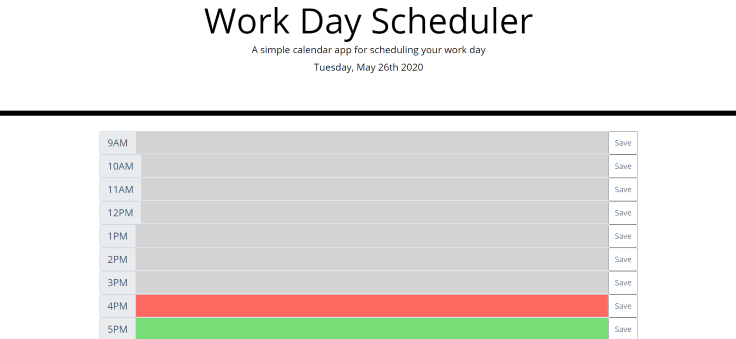 Work Day Scheduler
A simple calendar app for scheduling your work day
Tuesday, May 26th 2020
9AM Save
10AM Save
11AM Save
12PM Save
1PM Save
2PM Save
3PM Save
4PM Save
5PM Save